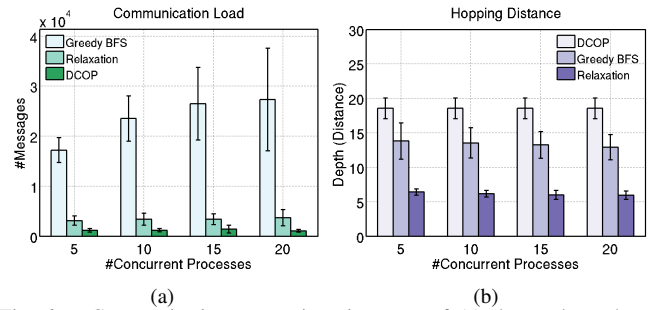 Communication Load
x 10⁴
4
3
2
1
0
#Messages
Greedy BFS
Relaxation
DCOP
5 10 15 20
#Concurrent Processes
(a)
Hopping Distance
30
25
20
15
10
5
0
Depth (Distance)
DCOP
Greedy BFS
Relaxation
5 10 15 20
#Concurrent Processes
(b)